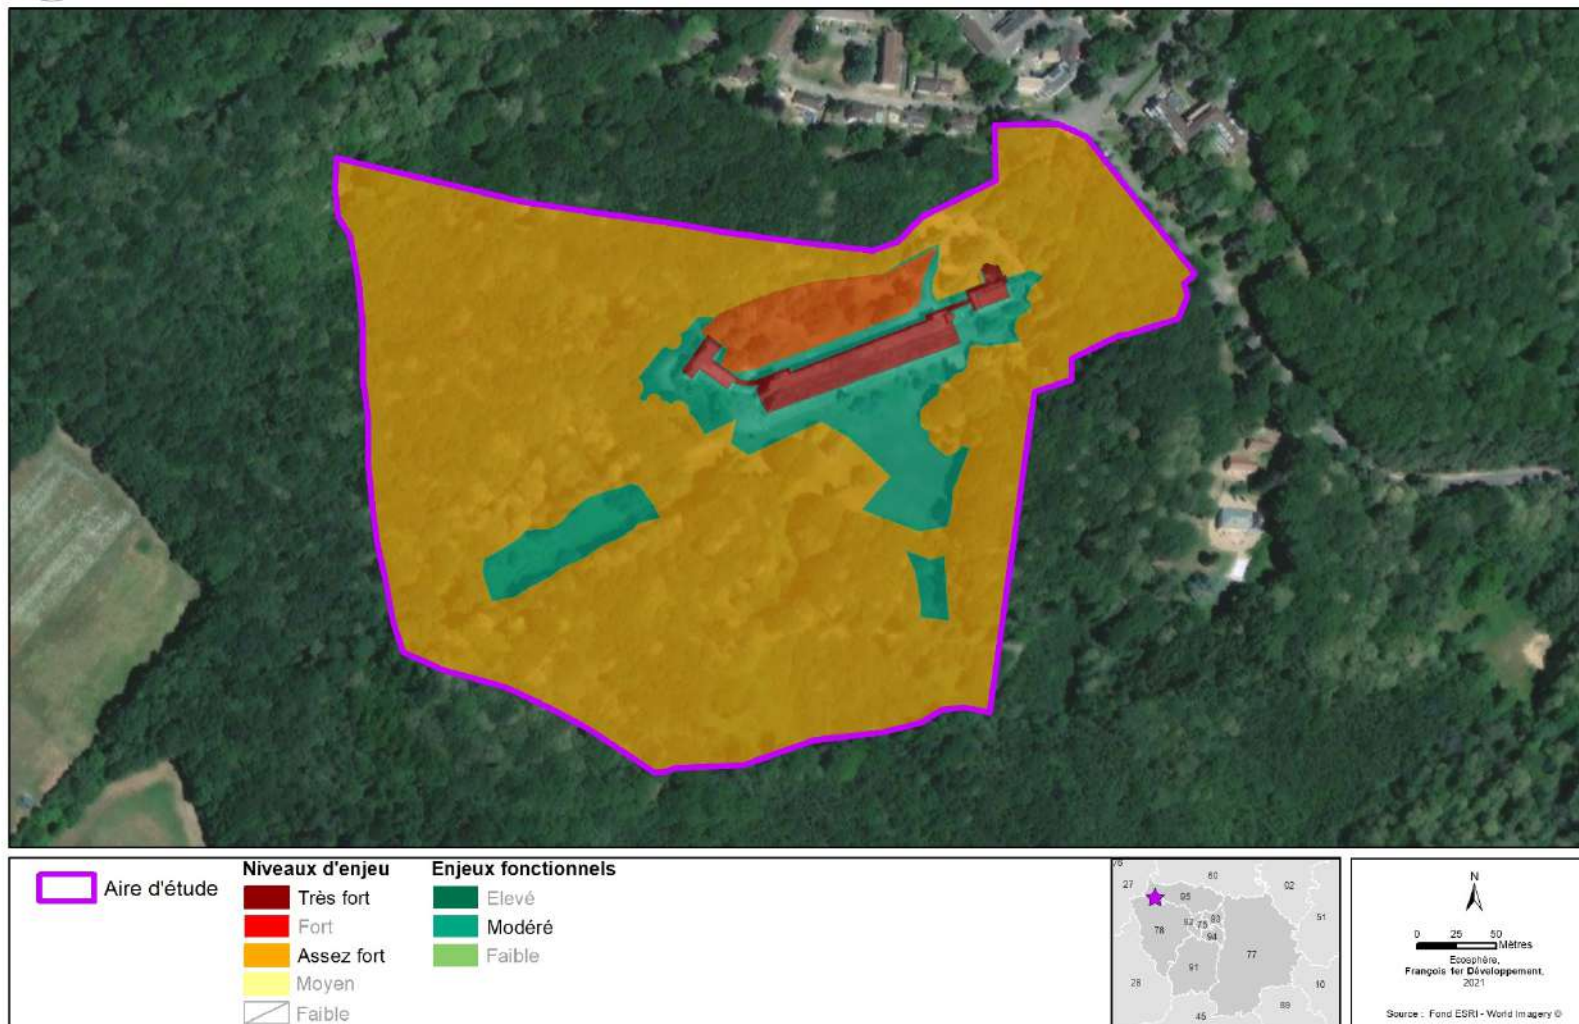 Aire d'étude
Niveaux d'enjeu
Très fort
Fort
Assez fort
Moyen
Faible
Enjeux fonctionnels
Elevé
Modéré
Faible
27
60
02
95
51
92
75
93
94
78
77
91
28
10
45
89
N
0 25 50
Mètres
Ecosphère,
François 1er Développement,
2021
Source : Fond ESRI - World Imagery ©